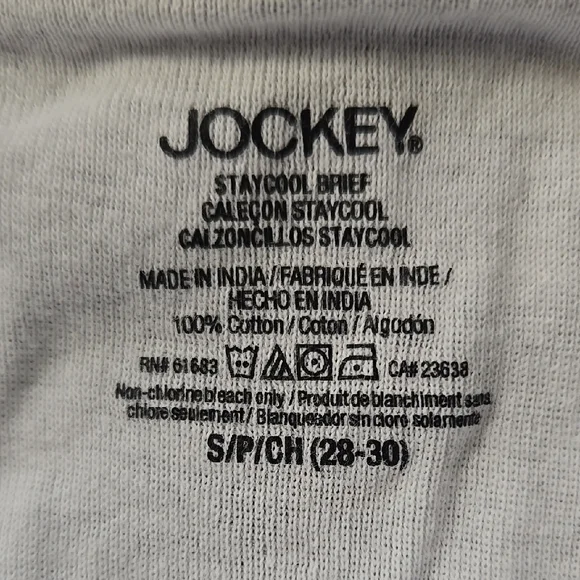 JOCKEY®
STAYCOOL BRIEF
CALEÇON STAYCOOL
CALZONCILLOS STAYCOOL
MADE IN INDIA / FABRIQUÉ EN INDE /
HECHO EN INDIA
100% Cotton / Coton / Algodón
RN# 61683 CA# 23638
Non-chlorine bleach only / Produit de blanchiment sans
chlore seulement / Blanqueador sin cloro solamente
S/P/CH (28-30)